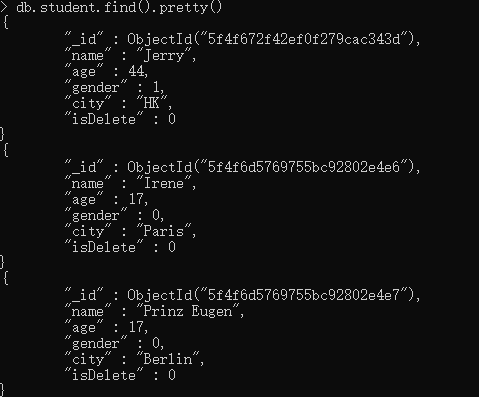 > db.student.find().pretty()
{
"_id" : ObjectId("5f4f672f42ef0f279cac343d"),
"name" : "Jerry",
"age" : 44,
"gender" : 1,
"city" : "HK",
"isDelete" : 0
}
{
"_id" : ObjectId("5f4f6d5769755bc92802e4e6"),
"name" : "Irene",
"age" : 17,
"gender" : 0,
"city" : "Paris",
"isDelete" : 0
}
{
"_id" : ObjectId("5f4f6d5769755bc92802e4e7"),
"name" : "Prinz Eugen",
"age" : 17,
"gender" : 0,
"city" : "Berlin",
"isDelete" : 0
}